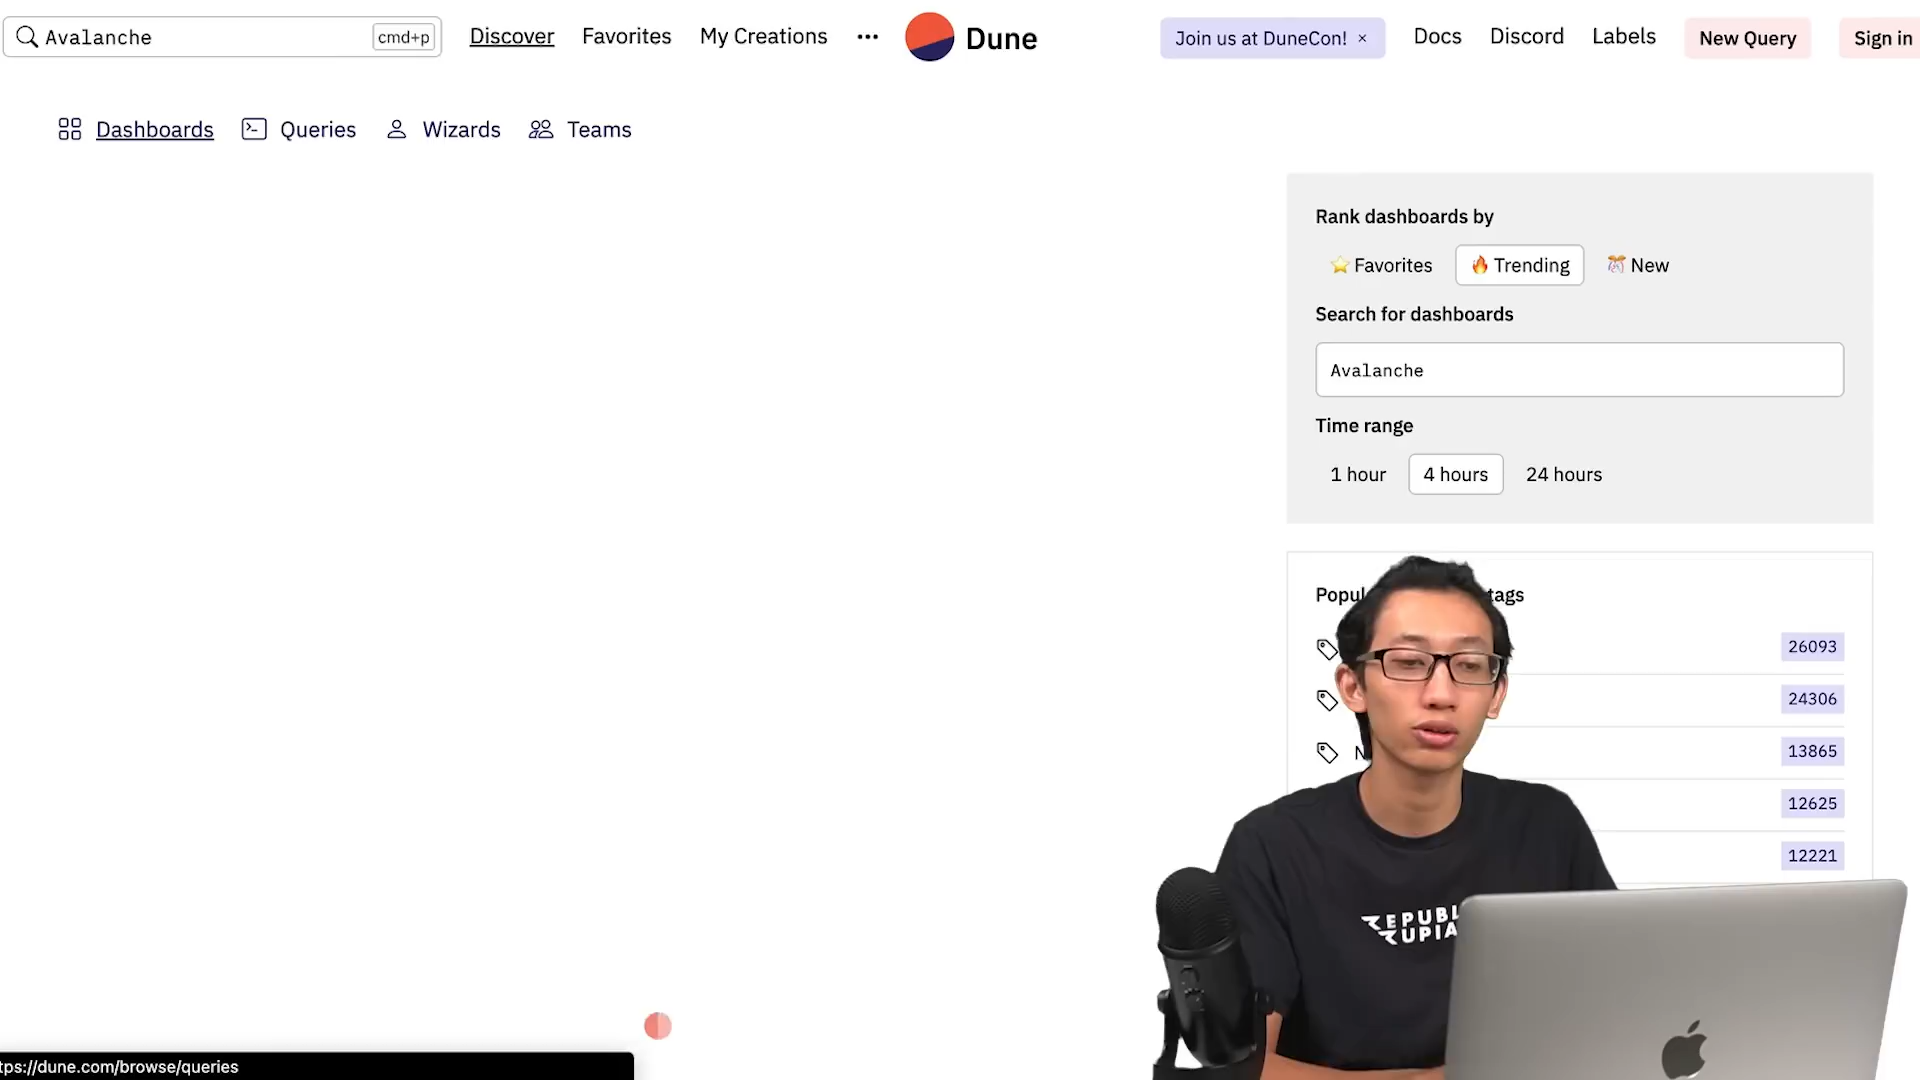 Avalanche
cmd+p
Discover
Favorites
My Creations
Dune
Join us at DuneCon! ×
Docs
Discord
Labels
New Query
Sign in
Dashboards
Queries
Wizards
Teams
Rank dashboards by
Favorites
Trending
New
Search for dashboards
Avalanche
Time range
1 hour
4 hours
24 hours
tags
26093
24306
13865
12625
12221
tps://dune.com/browse/queries